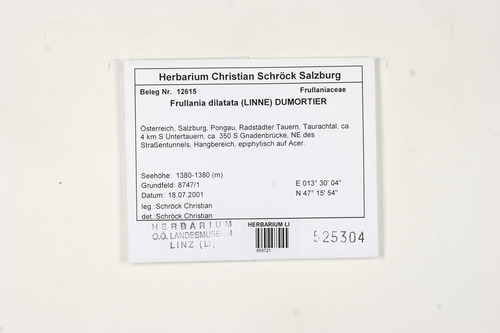 Herbarium Christian Schröck Salzburg
Beleg Nr. 12615 Frullaniaceae
Frullania dilatata (LINNE) DUMORTIER
Österreich, Salzburg, Pongau, Radstädter Tauern, Taurachtal, ca.
4 km S Untertauern, ca. 350 S Gnadenbrücke, NE des
Straßentunnels, Hangbereich, epiphytisch auf Acer.
Seehöhe: 1380-1380 (m)
Grundfeld: 8747/1 E 013° 30' 04"
Datum: 18.07.2001 N 47° 15' 54"
leg.: Schröck Christian
det.: Schröck Christian
HERBARIUM
O.Ö. LANDESMUSEUM
LINZ (LI)
HERBARIUM LI
525304